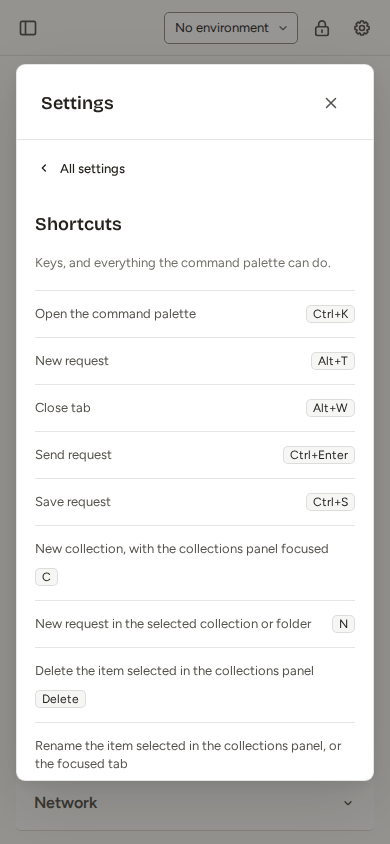 No environment
Settings
All settings
Shortcuts
Keys, and everything the command palette can do.
Open the command palette Ctrl+K
New request Alt+T
Close tab Alt+W
Send request Ctrl+Enter
Save request Ctrl+S
New collection, with the collections panel focused
C
New request in the selected collection or folder N
Delete the item selected in the collections panel
Delete
Rename the item selected in the collections panel, or
the focused tab
Network